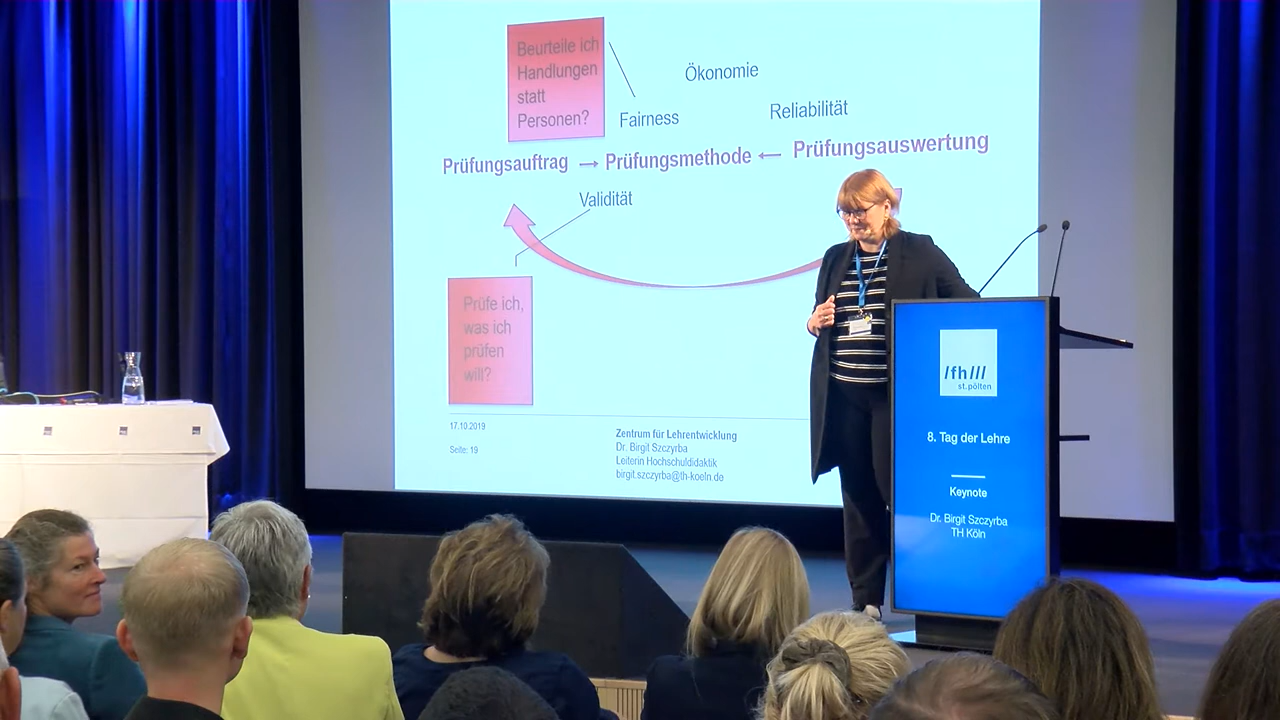 Beurteile ich
Handlungen
statt
Personen?
Ökonomie
Fairness
Reliabilität
Prüfungsauftrag → Prüfungsmethode ← Prüfungsauswertung
Validität
Prüfe ich,
was ich
prüfen
will?
17.10.2019
Seite: 19
Zentrum für Lehrentwicklung
Dr. Birgit Szczyrba
Leiterin Hochschuldidaktik
birgit.szczyrba@th-koeln.de
/fh///
st.pölten
8. Tag der Lehre
Keynote
Dr. Birgit Szczyrba
TH Köln